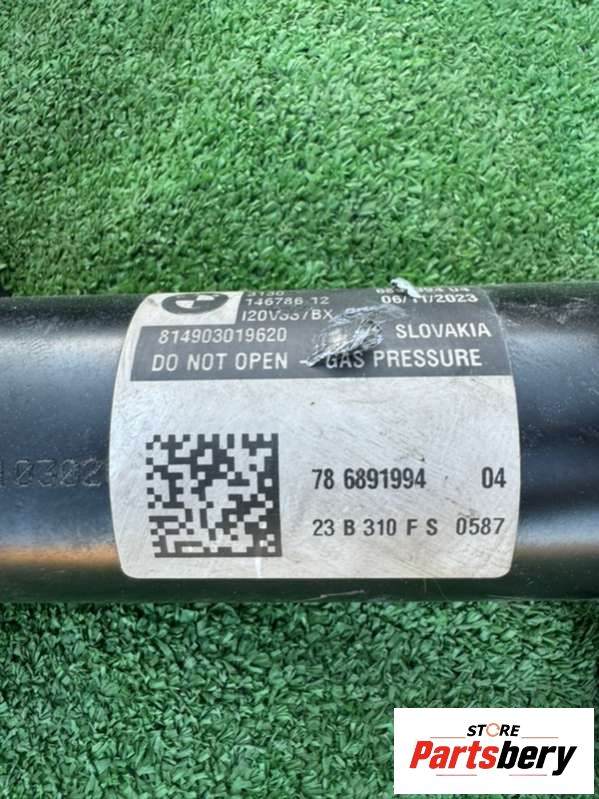 146786 12
06/11/2023
814903019620
SLOVAKIA
DO NOT OPEN - GAS PRESSURE
78 6891994 04
23 B 310 F S 0587
STORE
Partsbery